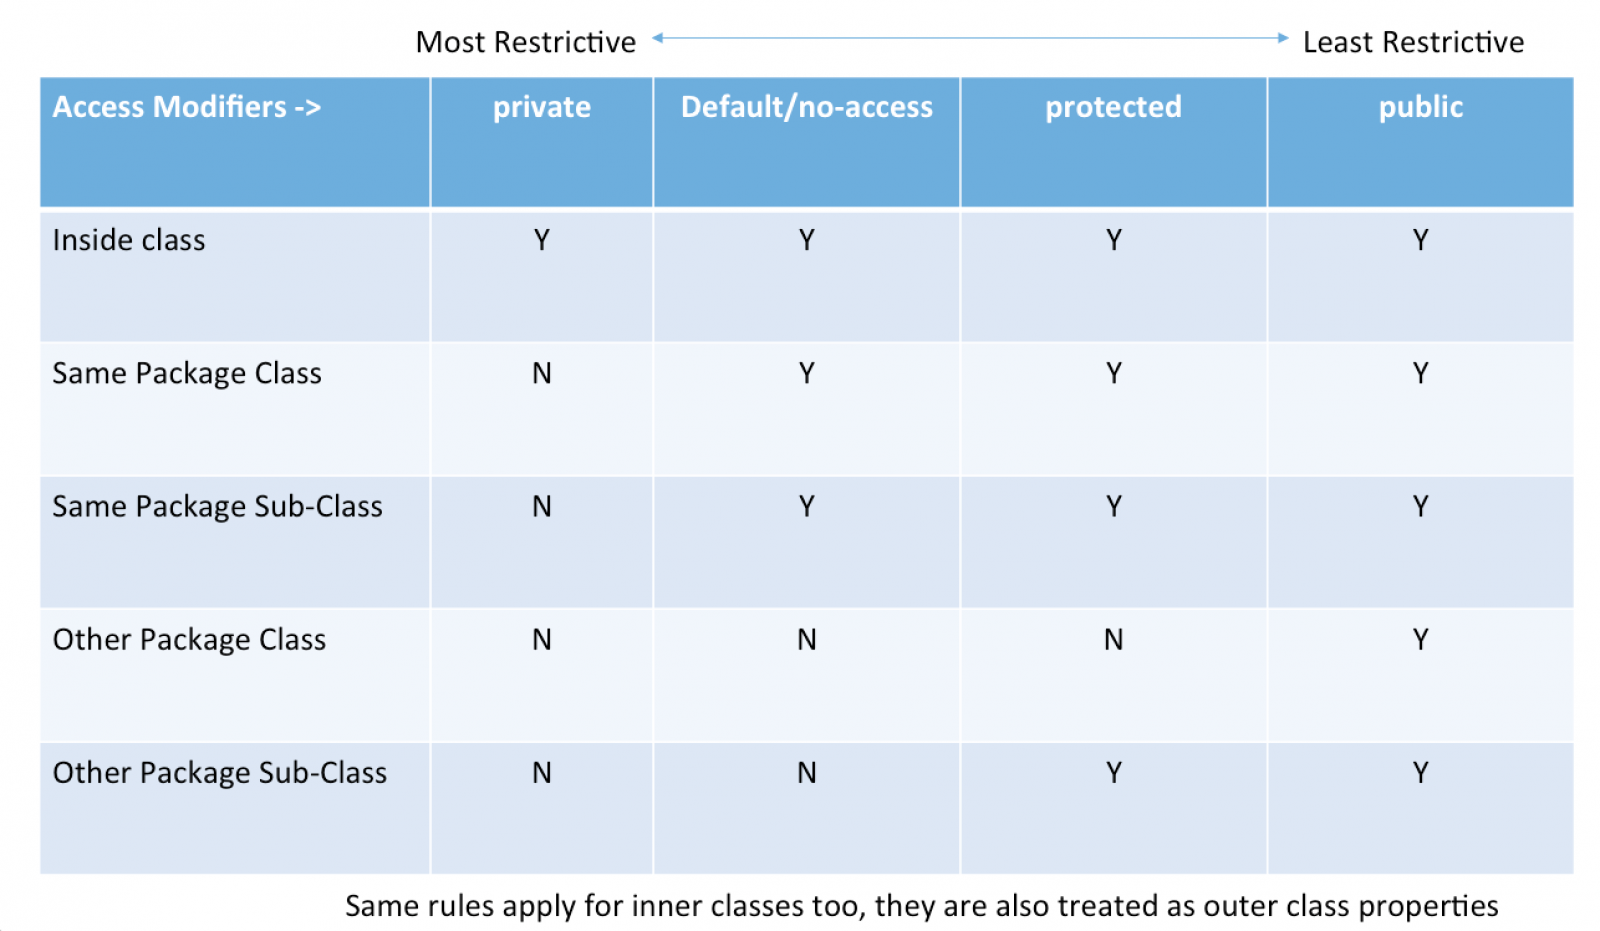 Most Restrictive Least Restrictive
Access Modifiers -> private Default/no-access protected public
Inside class Y Y Y Y
Same Package Class N Y Y Y
Same Package Sub-Class N Y Y Y
Other Package Class N N N Y
Other Package Sub-Class N N Y Y
Same rules apply for inner classes too, they are also treated as outer class properties